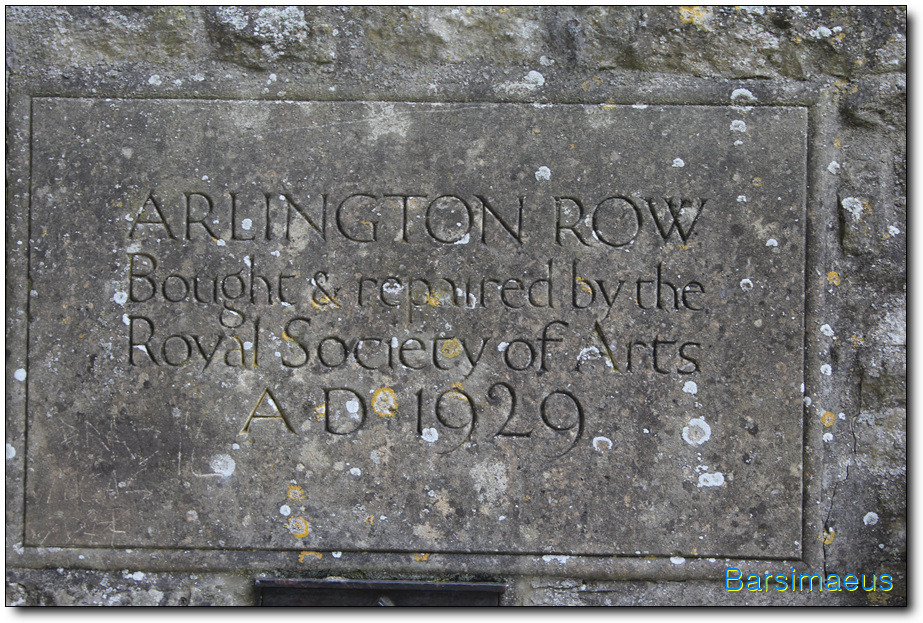 ARLINGTON ROW
Bought & repaired by the
Royal Society of Arts
A D 1929
Barsimaeus